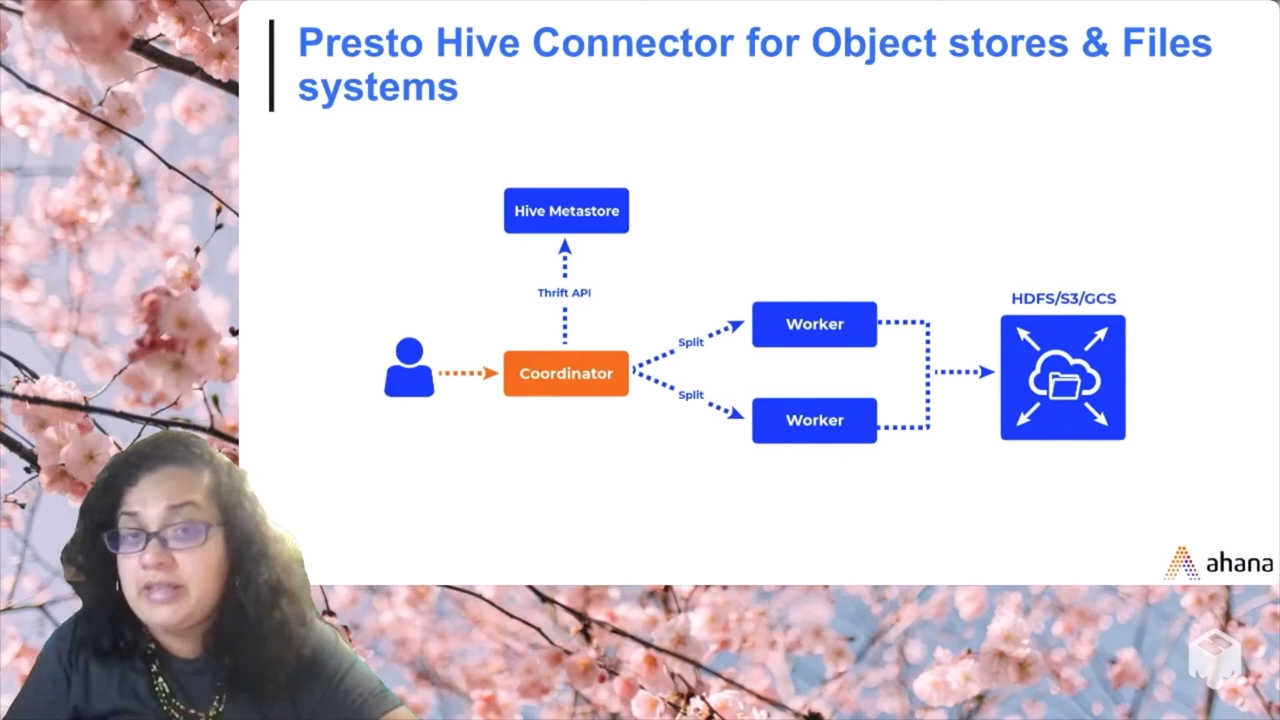 Presto Hive Connector for Object stores & Files
systems
Hive Metastore
Thrift API
HDFS/S3/GCS
Worker
Split
Coordinator
Split
Worker
ahana